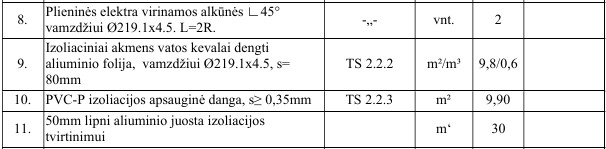 8. Plieninės elektra virinamos alkūnės ∟45° vamzdžiui Ø219.1x4.5. L=2R. -„- vnt. 2
9. Izoliaciniai akmens vatos kevalai dengti aliuminio folija, vamzdžiui Ø219.1x4.5, s= 80mm TS 2.2.2 m²/m³ 9,8/0,6
10. PVC-P izoliacijos apsauginė danga, s≥ 0,35mm TS 2.2.3 m² 9,90
11. 50mm lipni aliuminio juosta izoliacijos tvirtinimui m‘ 30